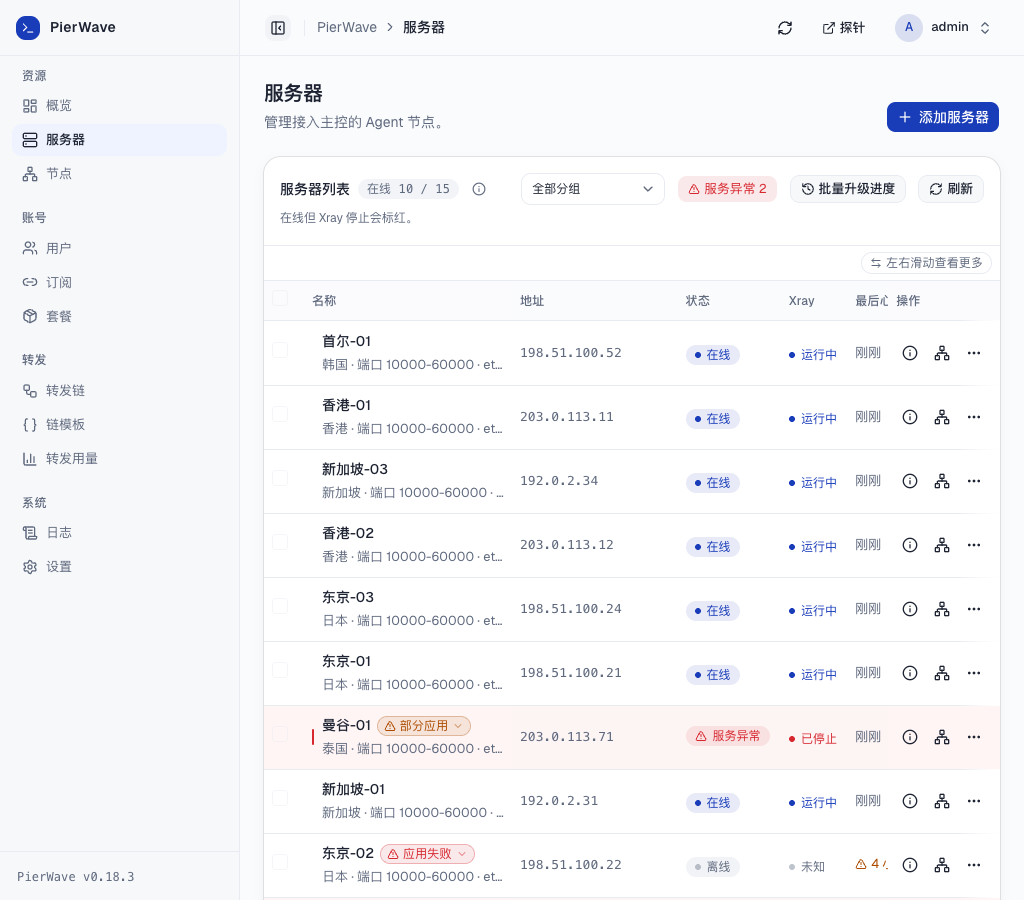 PierWave
PierWave > 服务器
探针
A admin
资源
概览
服务器
节点
账号
用户
订阅
套餐
转发
转发链
链模板
转发用量
系统
日志
设置
PierWave v0.18.3
服务器
管理接入主控的 Agent 节点。
添加服务器
服务器列表 在线 10 / 15
全部分组 服务异常 2 批量升级进度 刷新
在线但 Xray 停止会标红。
左右滑动查看更多
名称 地址 状态 Xray 最后心 操作
首尔-01
韩国 · 端口 10000-60000 · et…
198.51.100.52 在线 运行中 刚刚
香港-01
香港 · 端口 10000-60000 · et…
203.0.113.11 在线 运行中 刚刚
新加坡-03
新加坡 · 端口 10000-60000 · …
192.0.2.34 在线 运行中 刚刚
香港-02
香港 · 端口 10000-60000 · et…
203.0.113.12 在线 运行中 刚刚
东京-03
日本 · 端口 10000-60000 · et…
198.51.100.24 在线 运行中 刚刚
东京-01
日本 · 端口 10000-60000 · et…
198.51.100.21 在线 运行中 刚刚
曼谷-01 部分应用
泰国 · 端口 10000-60000 · et…
203.0.113.71 服务异常 已停止 刚刚
新加坡-01
新加坡 · 端口 10000-60000 · …
192.0.2.31 在线 运行中 刚刚
东京-02 应用失败
日本 · 端口 10000-60000 · et…
198.51.100.22 离线 未知 4